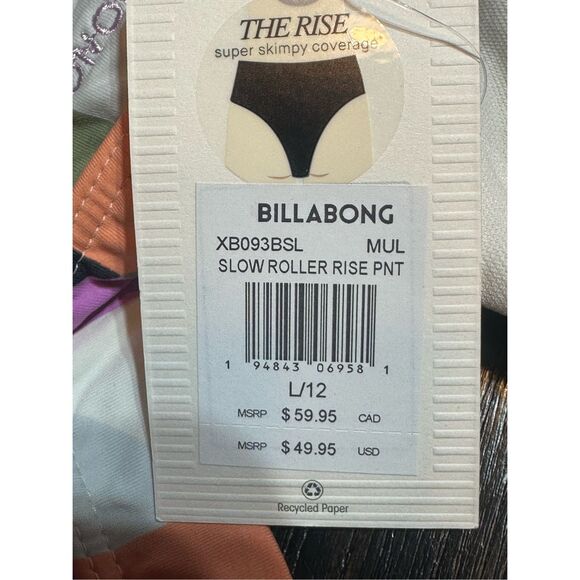 THE RISE
super skimpy coverage
BILLABONG
XB093BSL MUL
SLOW ROLLER RISE PNT
1 94843 06958 1
L/12
MSRP $ 59.95 CAD
MSRP $ 49.95 USD
Recycled Paper